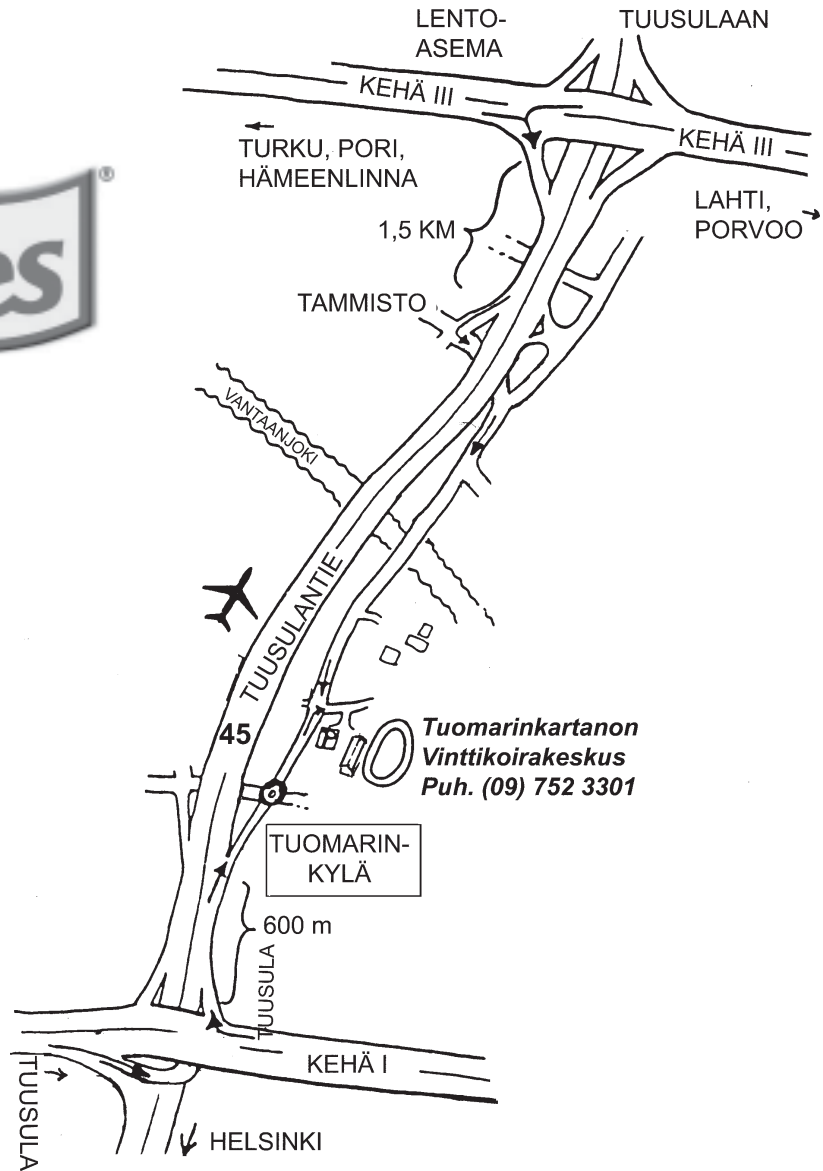 LENTO-
ASEMA
TUUSULAAN
KEHÄ III
KEHÄ III
TURKU, PORI,
HÄMEENLINNA
®
es
LAHTI,
PORVOO
1,5 KM
TAMMISTO
VANTAANJOKI
TUUSULANTIE
45
Tuomarinkartanon
Vinttikoirakeskus
Puh. (09) 752 3301
TUOMARIN-
KYLÄ
600 m
TUUSULA
KEHÄ I
TUUSULA
HELSINKI